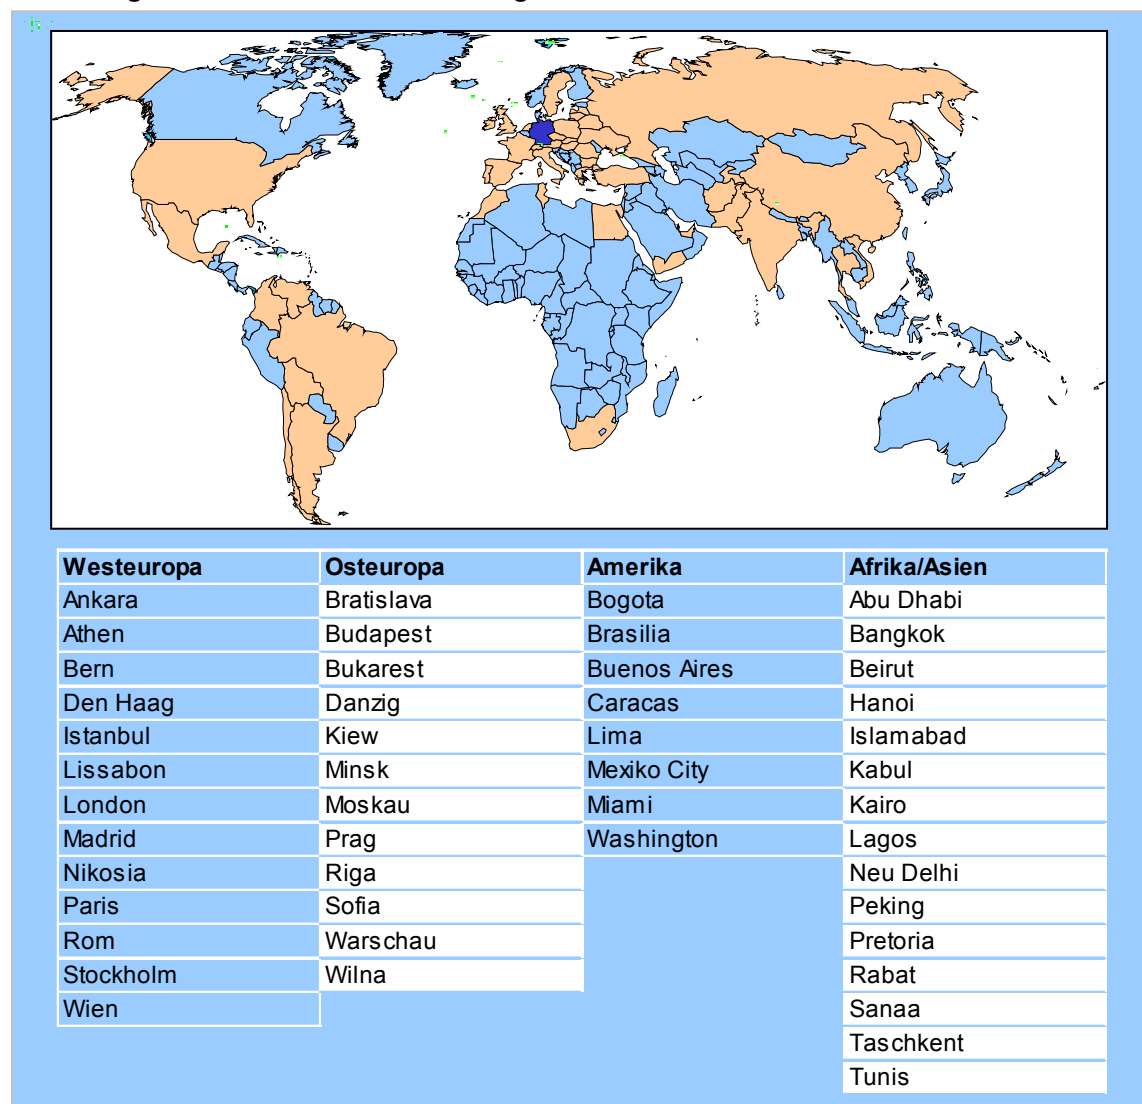 Westeuropa Osteuropa Amerika Afrika/Asien
Ankara Bratislava Bogota Abu Dhabi
Athen Budapest Brasilia Bangkok
Bern Bukarest Buenos Aires Beirut
Den Haag Danzig Caracas Hanoi
Istanbul Kiew Lima Islamabad
Lissabon Minsk Mexiko City Kabul
London Moskau Miami Kairo
Madrid Prag Washington Lagos
Nikosia Riga Neu Delhi
Paris Sofia Peking
Rom Warschau Pretoria
Stockholm Wilna Rabat
Wien Sanaa
Taschkent
Tunis